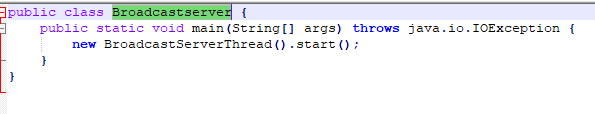 public class Broadcastserver {
    public static void main(String[] args) throws java.io.IOException {
        new BroadcastServerThread().start();
    }
}